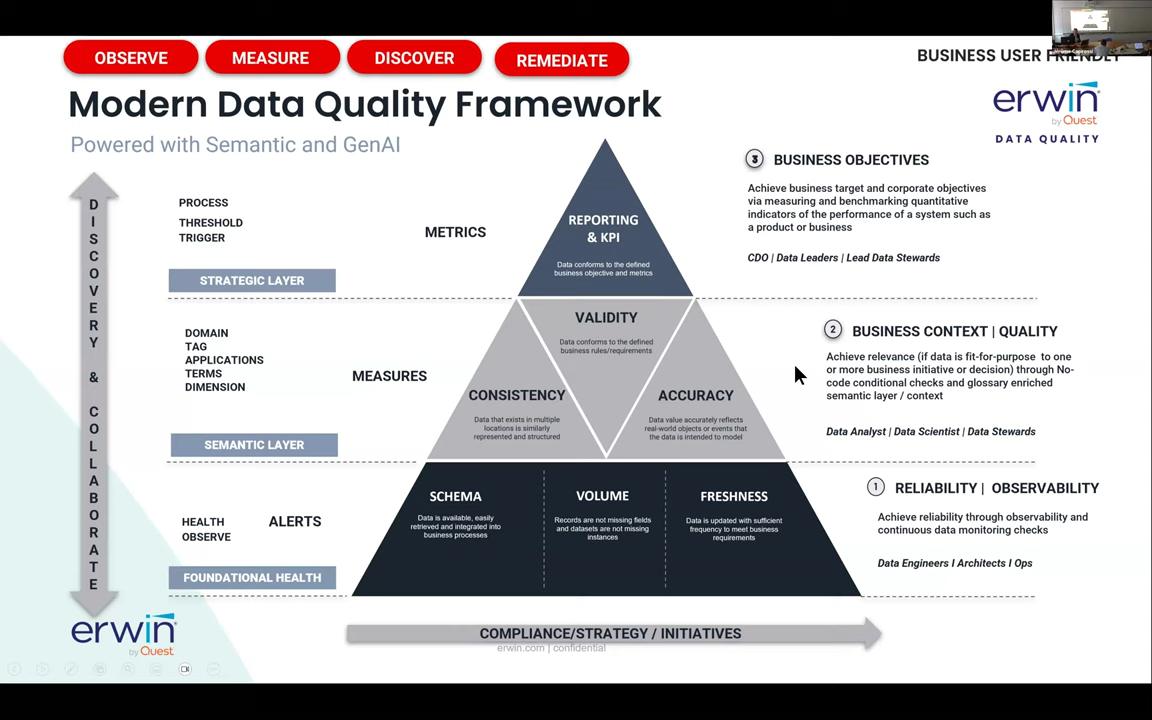 OBSERVE
MEASURE
DISCOVER
REMEDIATE
BUSINESS USER FRIENDLY
Modern Data Quality Framework
Powered with Semantic and GenAI
erwin
by Quest
DATA QUALITY
DISCOVERY & COLLABORATE
PROCESS
THRESHOLD
TRIGGER
METRICS
STRATEGIC LAYER
REPORTING
& KPI
Data conforms to the defined
business objective and metrics
3 BUSINESS OBJECTIVES
Achieve business target and corporate objectives
via measuring and benchmarking quantitative
indicators of the performance of a system such as
a product or business
CDO | Data Leaders | Lead Data Stewards
DOMAIN
TAG
APPLICATIONS
TERMS
DIMENSION
MEASURES
SEMANTIC LAYER
VALIDITY
Data conforms to the defined
business rules/requirements
CONSISTENCY
Data that exists in multiple
locations is similarly
represented and structured
ACCURACY
Data value accurately reflects
real-world objects or events that
the data is intended to model
2 BUSINESS CONTEXT | QUALITY
Achieve relevance (if data is fit-for-purpose to one
or more business initiative or decision) through No-
code conditional checks and glossary enriched
semantic layer / context
Data Analyst | Data Scientist | Data Stewards
HEALTH
OBSERVE
ALERTS
FOUNDATIONAL HEALTH
SCHEMA
Data is available, easily
retrieved and integrated into
business processes
VOLUME
Records are not missing fields
and datasets are not missing
instances
FRESHNESS
Data is updated with sufficient
frequency to meet business
requirements
1 RELIABILITY | OBSERVABILITY
Achieve reliability through observability and
continuous data monitoring checks
Data Engineers I Architects I Ops
erwin
by Quest
COMPLIANCE/STRATEGY / INITIATIVES
erwin.com | confidential